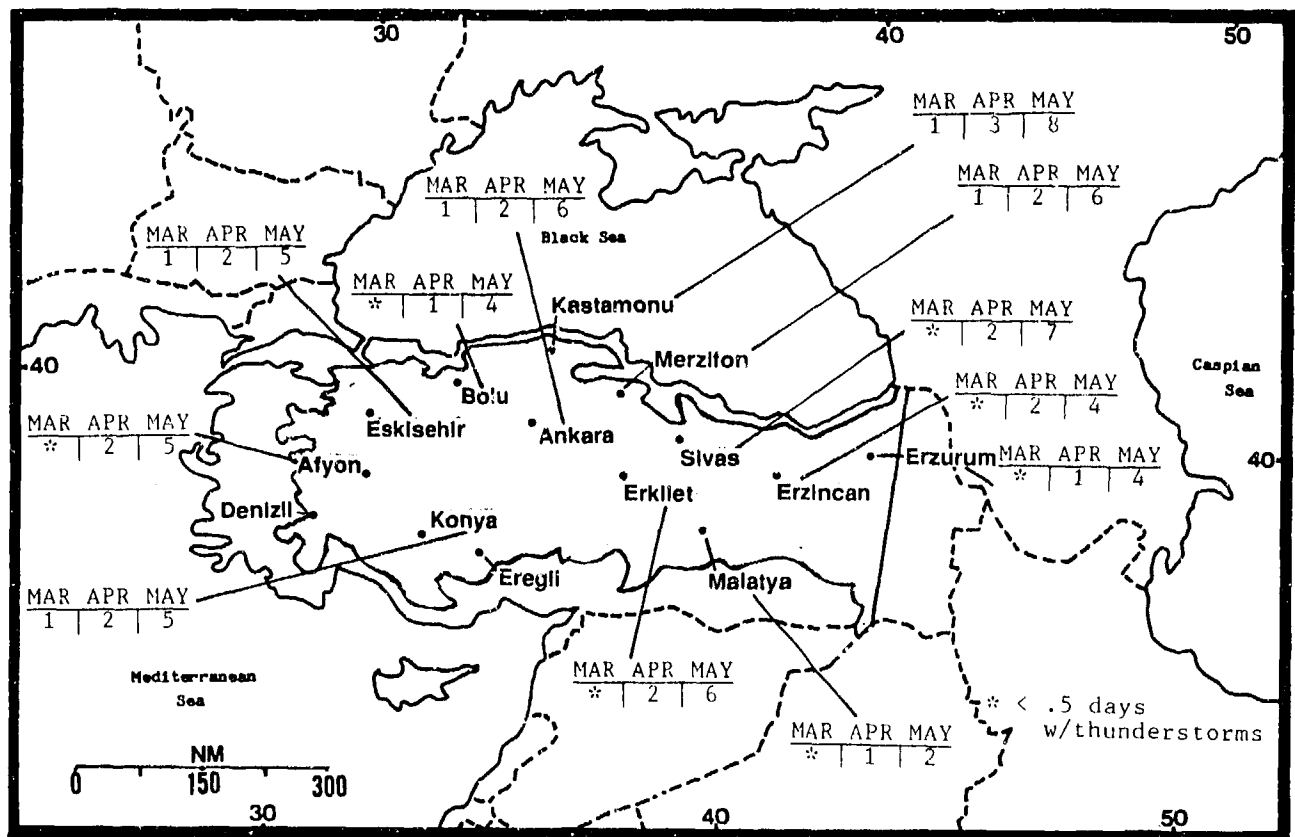 30 40 50
MAR APR MAY
1 3 8
MAR APR MAY
1 2 6
MAR APR MAY
1 2 6
Black Sea
MAR APR MAY
1 2 5
MAR APR MAY
* 1 4
Kastamonu
MAR APR MAY
* 2 7
Merzifon
40
Caspian
Sea
Bolu
MAR APR MAY
* 2 4
MAR APR MAY
* 2 5
Eskisehir
Ankara
Sivas
Erzurum
MAR APR MAY
* 1 4
40
Afyon
Erkliet
Erzincan
Denizli
Konya
Eregli
Malatya
MAR APR MAY
1 2 5
MAR APR MAY
* 2 6
Mediterranean
Sea
* < .5 days
w/thunderstorms
MAR APR MAY
* 1 2
NM
0 150 300
30 40 50